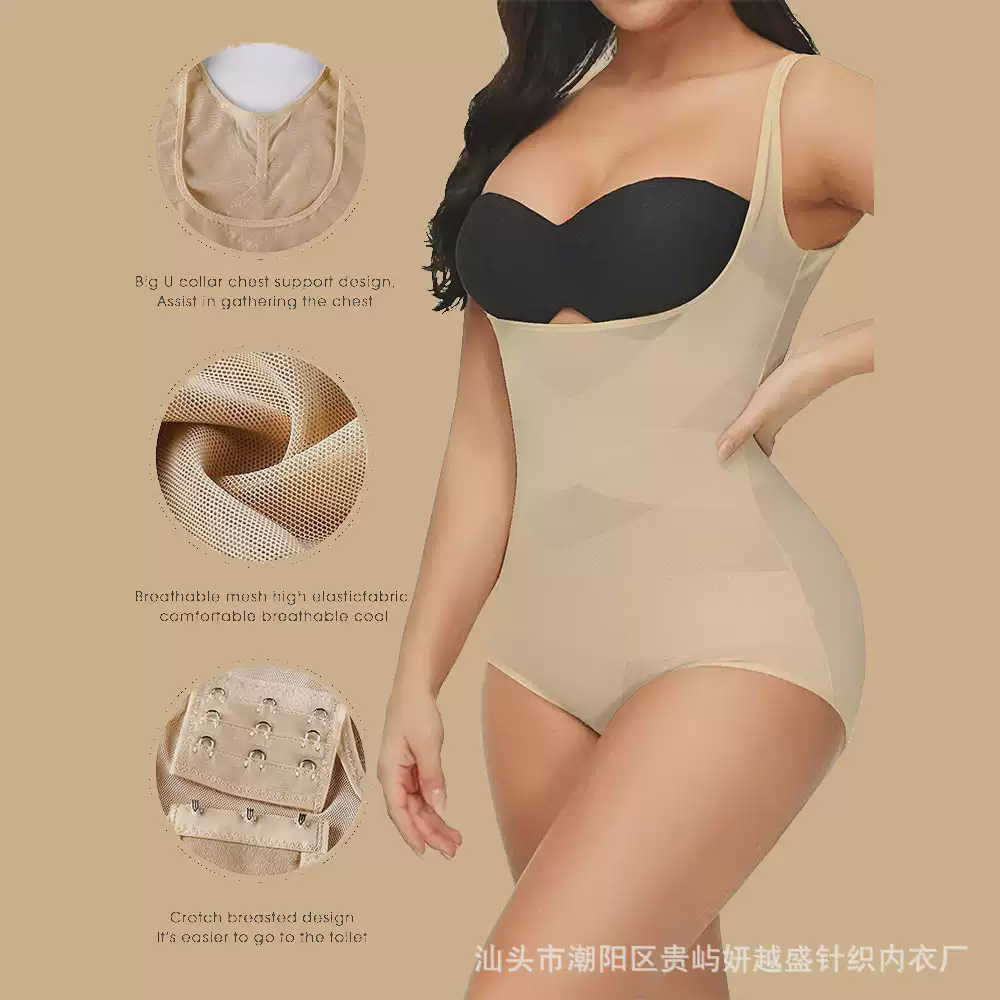 Big U collar chest support design,
Assist in gathering the chest
Breathable mesh high elasticfabric
comfortable breathable cool
Crotch breasted design
It's easier to go to the toilet
汕头市潮阳区贵屿妍越盛针织内衣厂